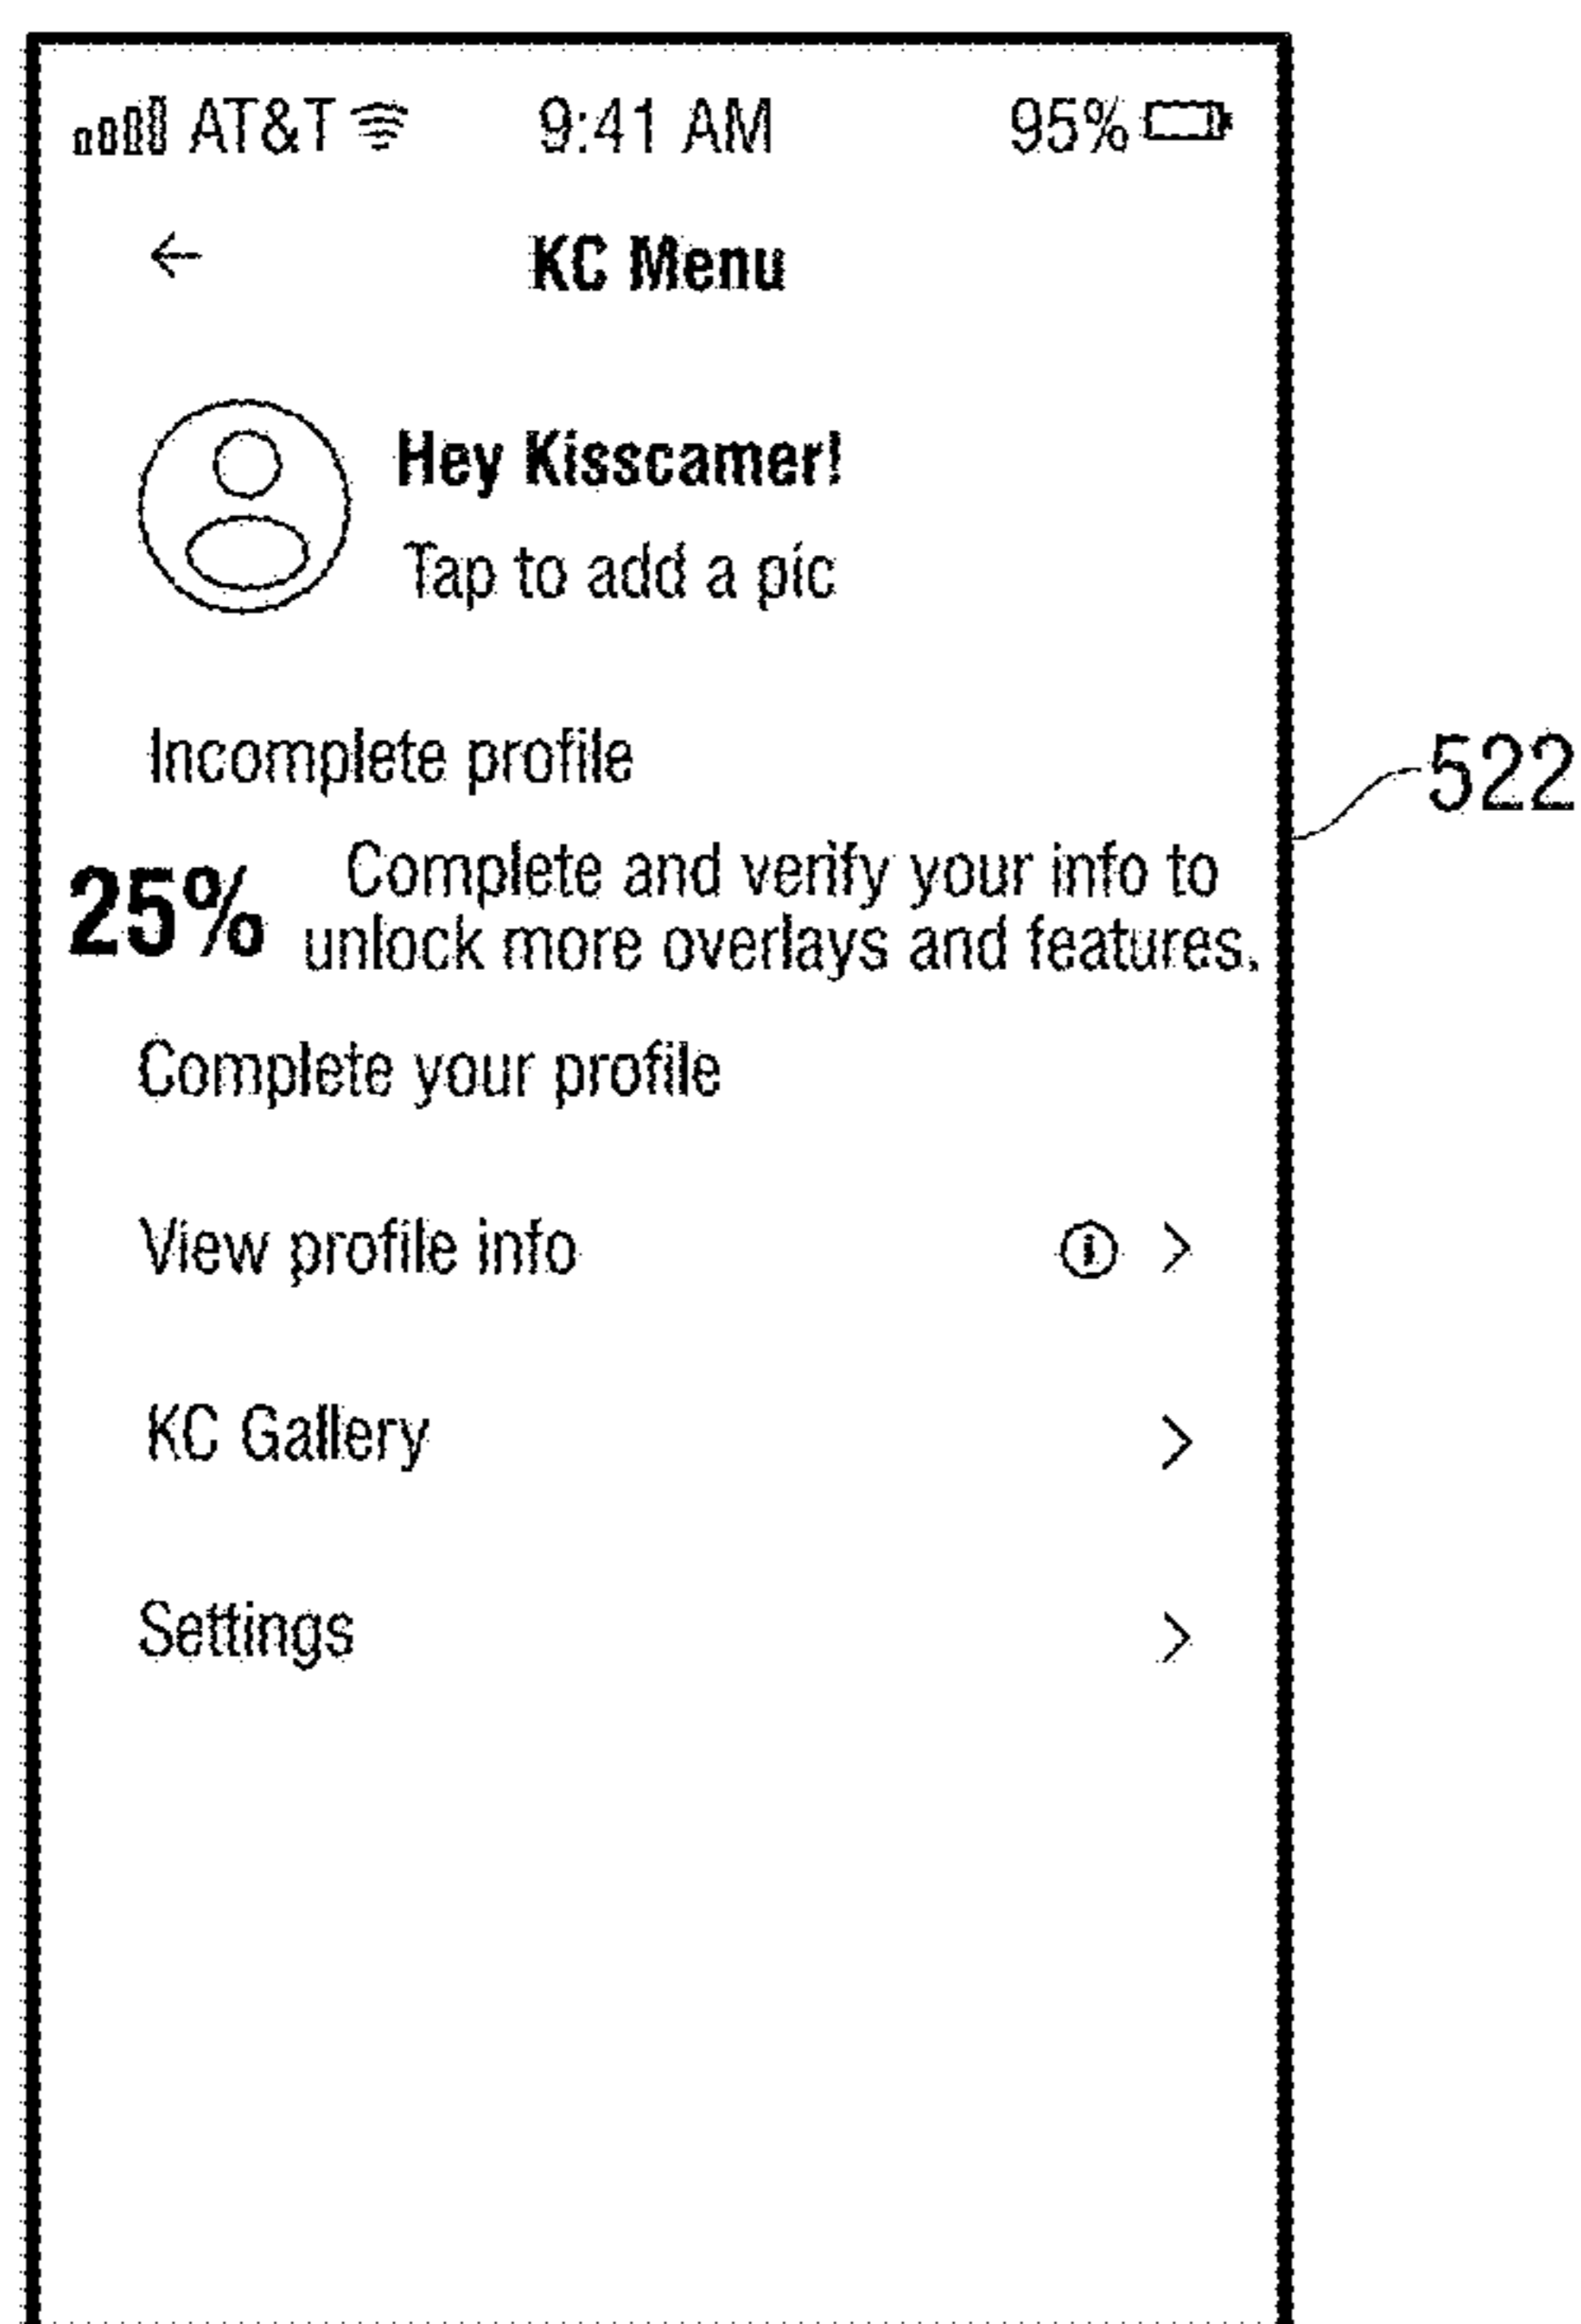 AT&T 9:41 AM 95%
KC Menu
Hey Kisscamer!
Tap to add a pic
Incomplete profile
522
25% Complete and verify your info to
unlock more overlays and features.
Complete your profile
View profile info
KC Gallery
Settings